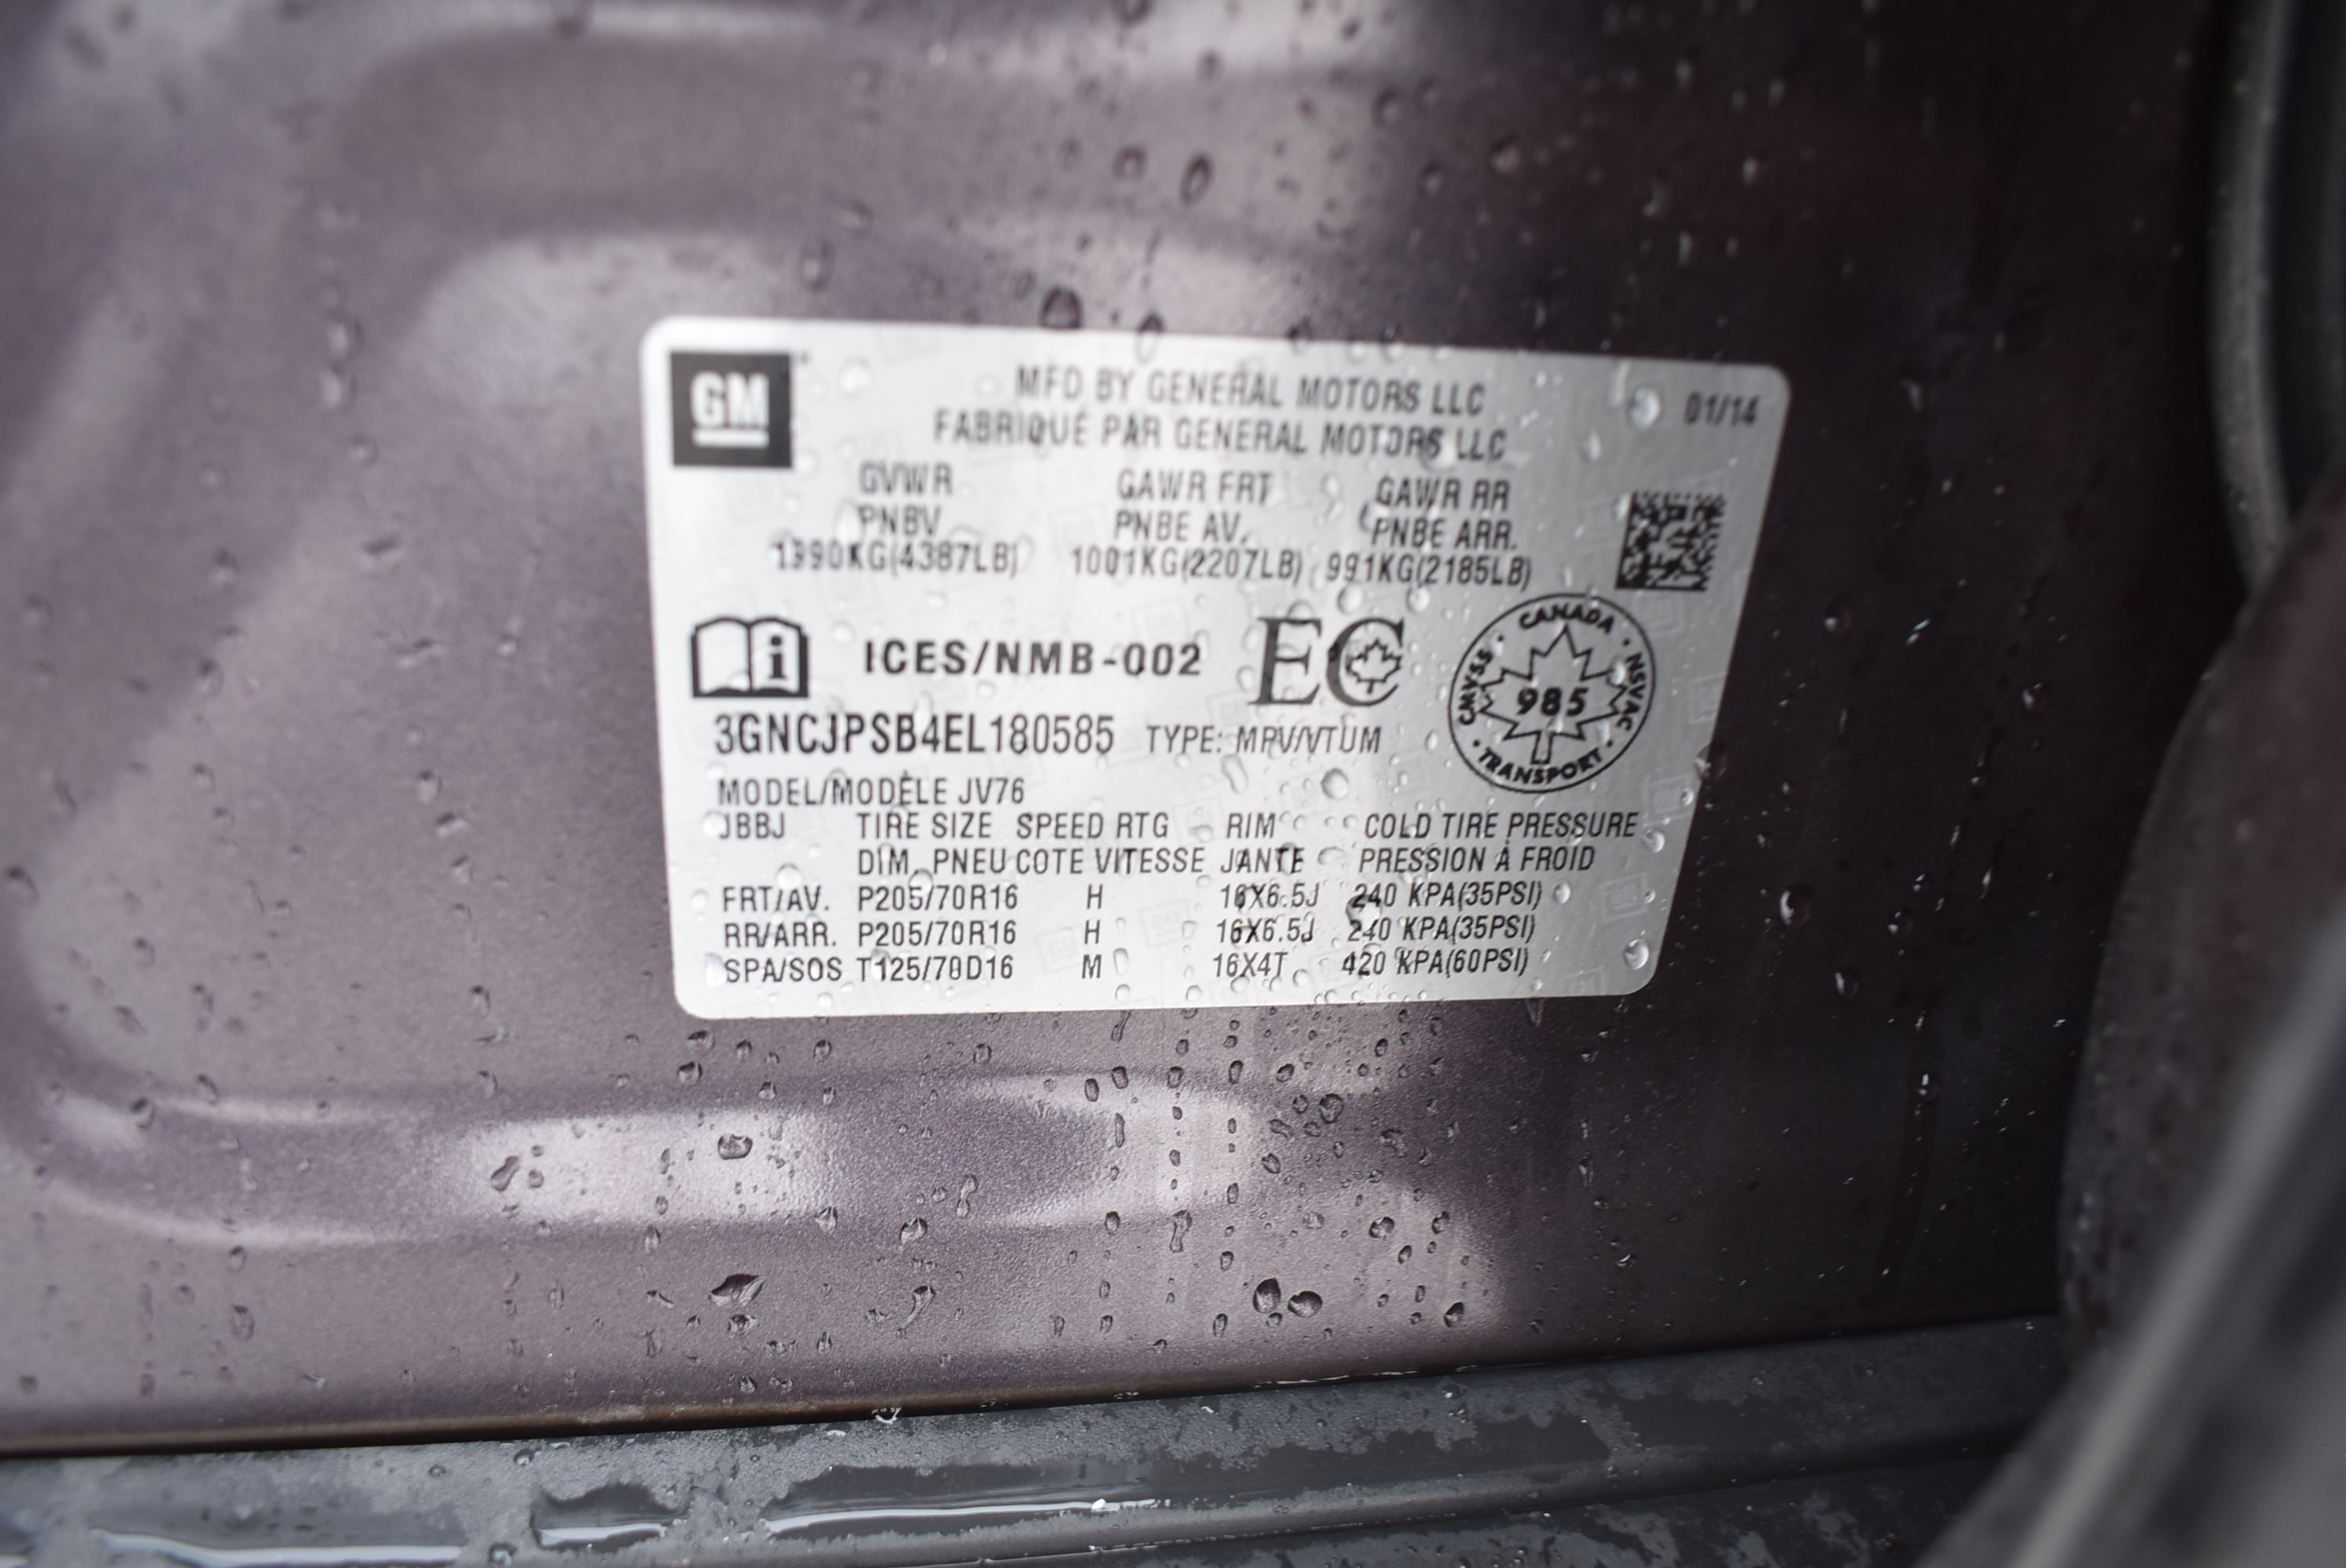 GM
MFD BY GENERAL MOTORS LLC
01/14
FABRIQUÉ PAR GENERAL MOTORS LLC
GVWR GAWR FRT GAWR RR
PNBV PNBE AV. PNBE ARR.
1990KG(4387LB) 1001KG(2207LB) 991KG(2185LB)
i ICES/NMB-002 EC
CANADA
CMVSS 985 NSVAC
TRANSPORT
3GNCJPSB4EL180585 TYPE: MPV/VTUM
MODEL/MODÈLE JV76
JBBJ TIRE SIZE SPEED RTG RIM COLD TIRE PRESSURE
DIM. PNEU COTE VITESSE JANTE PRESSION À FROID
FRT/AV. P205/70R16 H 16X6.5J 240 KPA(35PSI)
RR/ARR. P205/70R16 H 16X6.5J 240 KPA(35PSI)
SPA/SOS T125/70D16 M 16X4T 420 KPA(60PSI)